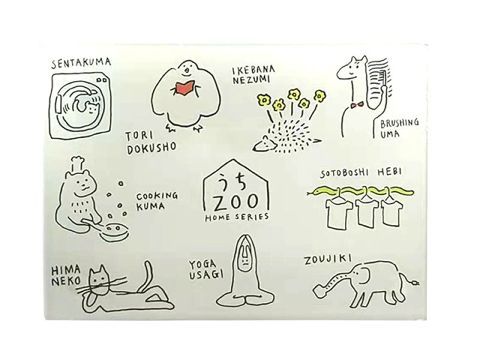 SENTAKUMA
TORI
DOKUSHO
IKEBANA
NEZUMI
BRUSHING
UMA
COOKING
KUMA
うち
ZOO
HOME SERIES
SOTOBOSHI HEBI
HIMA
NEKO
YOGA
USAGI
ZOUJIKI